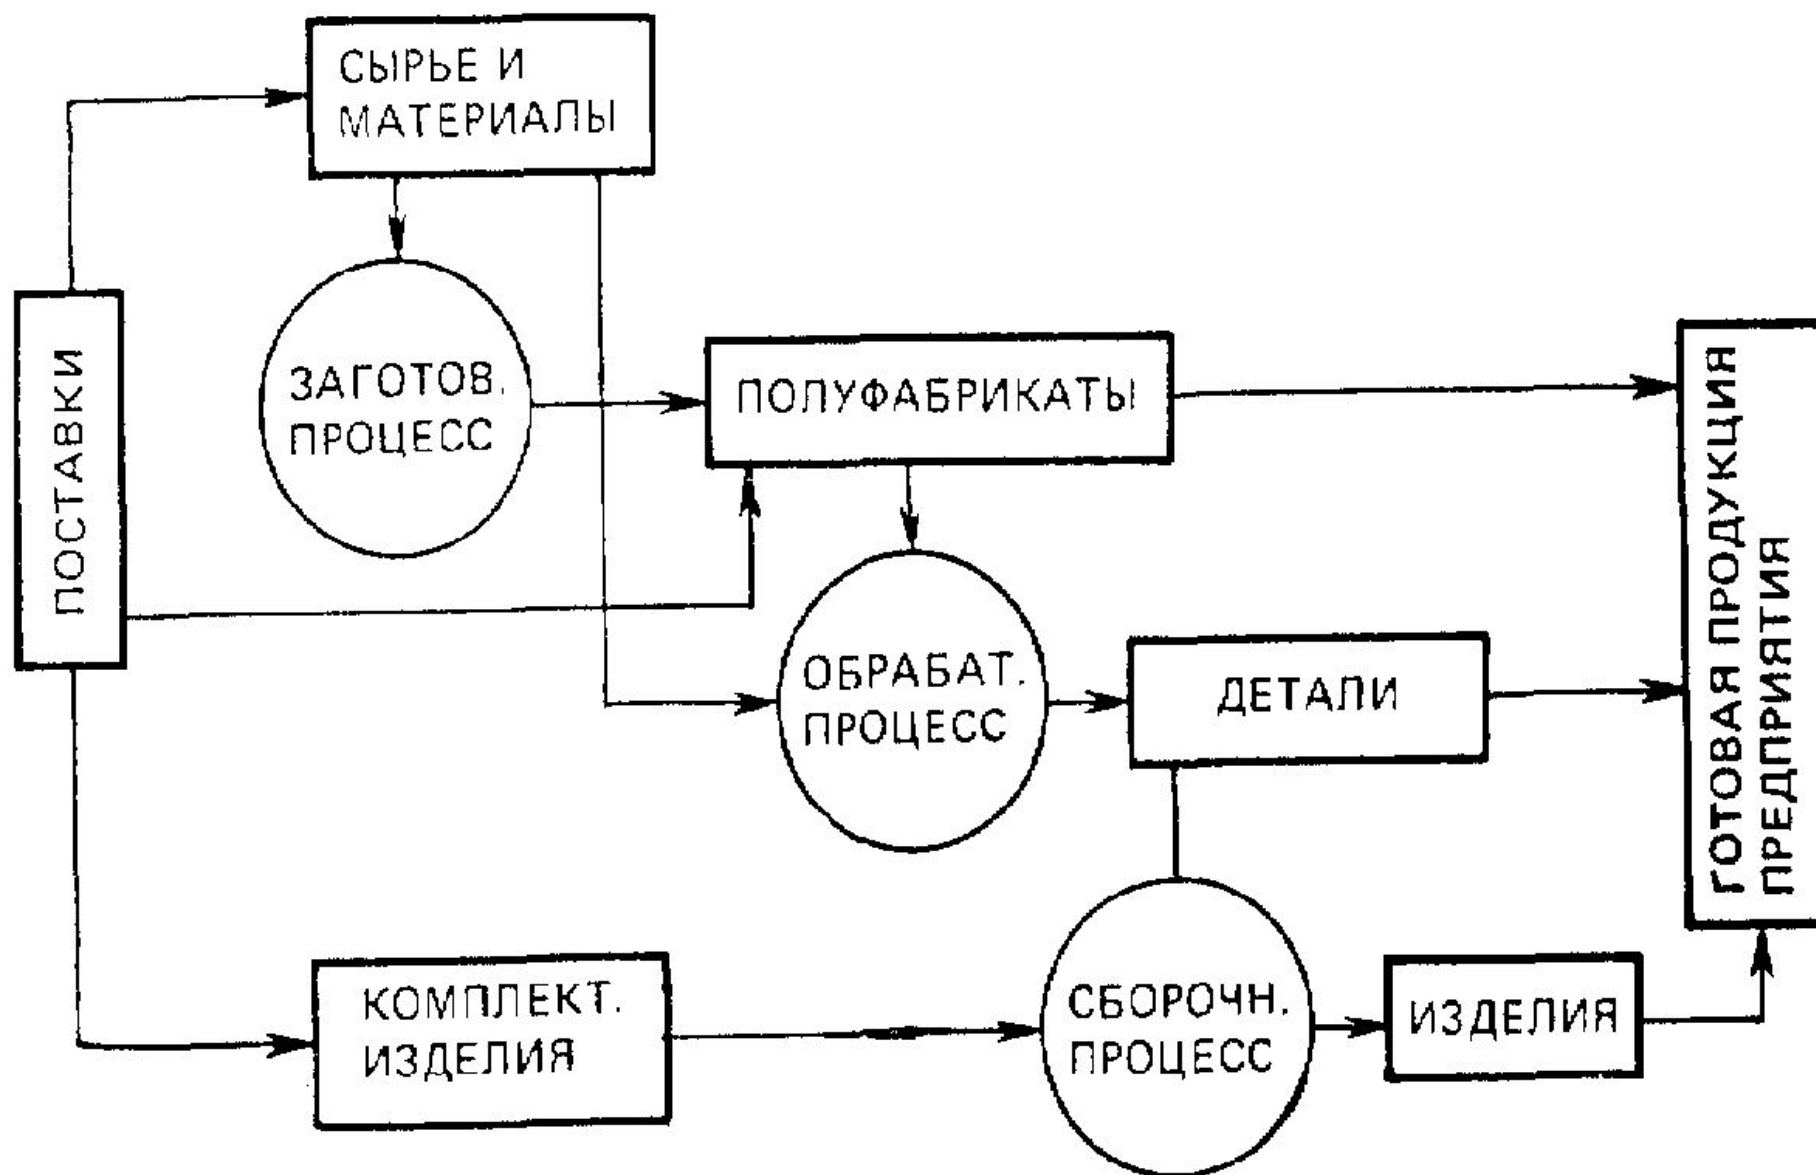 СЫРЬЕ И
МАТЕРИАЛЫ
ПОСТАВКИ
ЗАГОТОВ.
ПРОЦЕСС
ПОЛУФАБРИКАТЫ
ОБРАБАТ.
ПРОЦЕСС
ДЕТАЛИ
ГОТОВАЯ ПРОДУКЦИЯ
ПРЕДПРИЯТИЯ
КОМПЛЕКТ.
ИЗДЕЛИЯ
СБОРОЧН.
ПРОЦЕСС
ИЗДЕЛИЯ